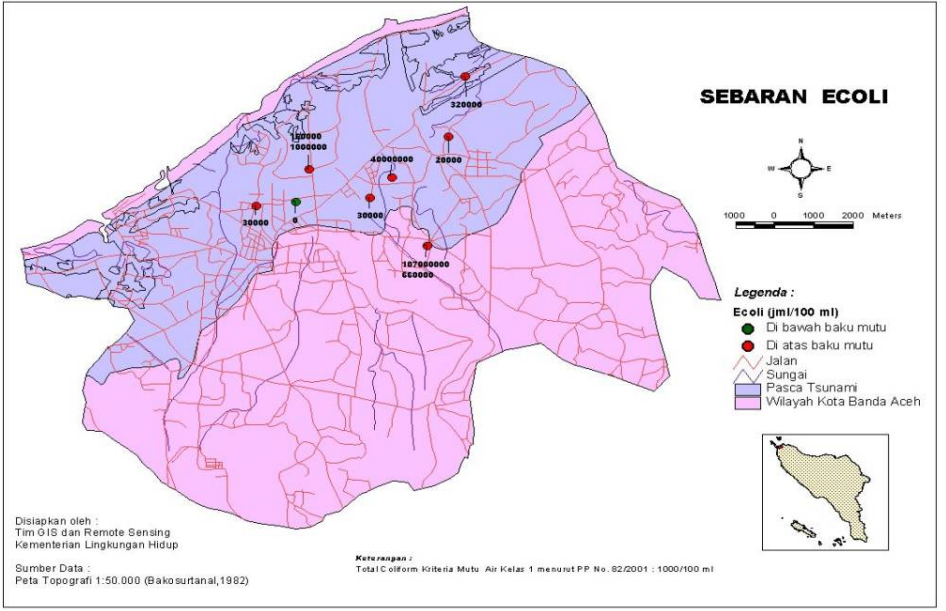 SEBARAN ECOLI
320000
1000000
40000000
20000
30000
0
30000
660000
N
W
E
S
1000 0 1000 2000 Meters
Legenda :
Ecoli (jml/100 ml)
Di bawah baku mutu
Di atas baku mutu
Jalan
Sungai
Pasca Tsunami
Wilayah Kota Banda Aceh
Disiapkan oleh :
Tim GIS dan Remote Sensing
Kementerian Lingkungan Hidup
Sumber Data :
Peta Topografi 1:50.000 (Bakosurtanal,1982)
Keterangan :
Total Coliform Kriteria Mutu Air Kelas 1 menurut PP No. 82/2001 : 1000/100 ml